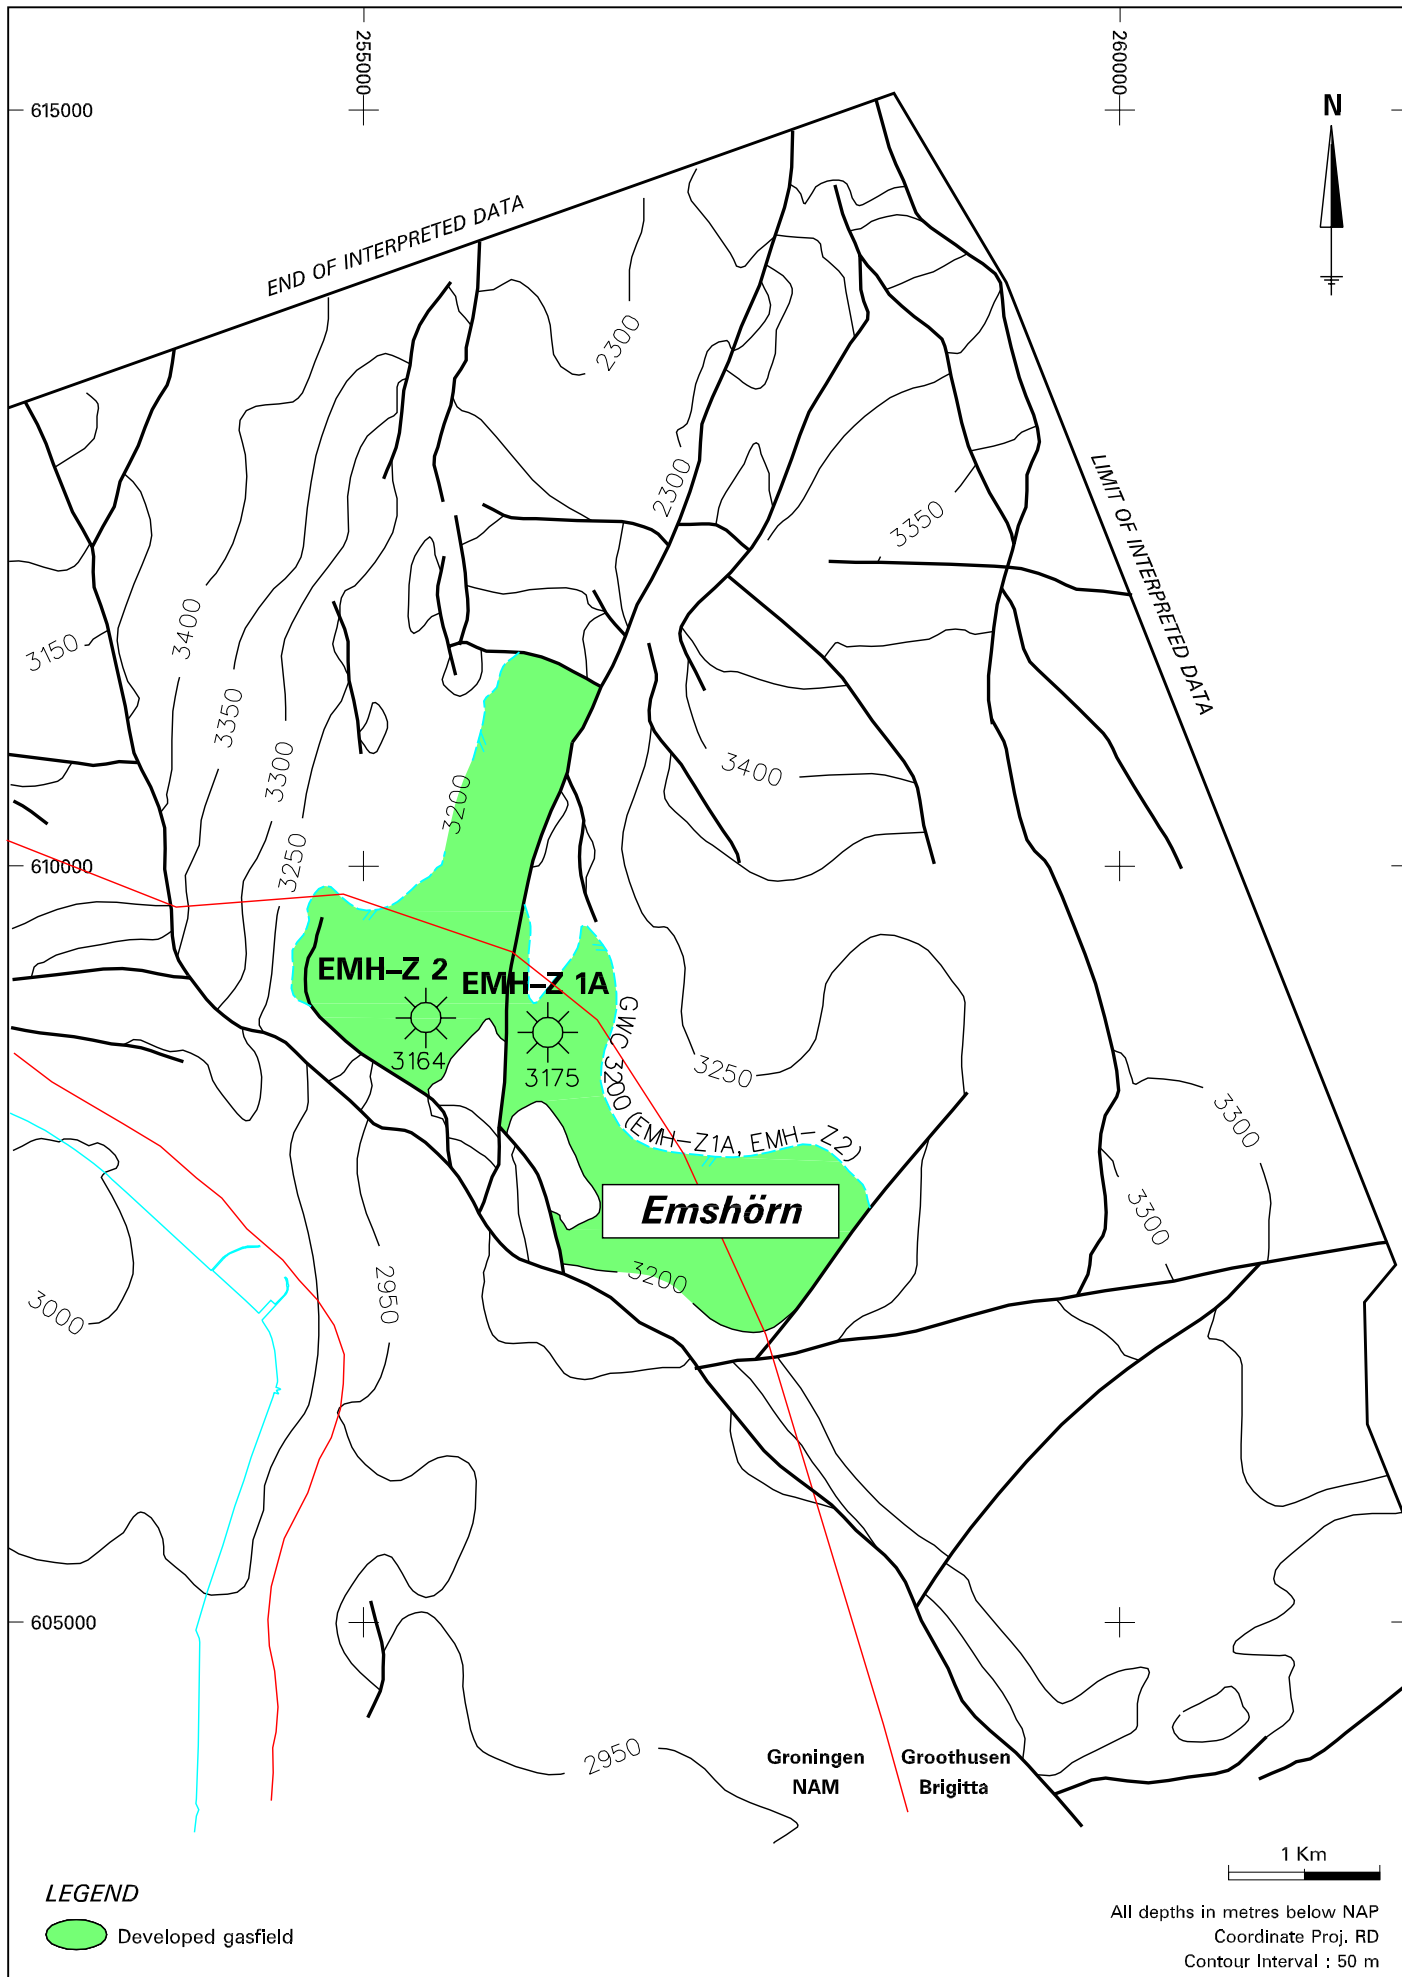 255000
260000
615000
N
END OF INTERPRETED DATA
2300
2300
LIMIT OF INTERPRETED DATA
3350
3400
3150
3350
3300
3400
3200
3250
610000
EMH–Z 2
EMH–Z 1A
3164
3175
GWC 3200 (EMH–Z1A, EMH–Z2)
3250
3300
3300
Emshörn
3200
2950
3000
605000
2950
Groningen
NAM
Groothusen
Brigitta
1 Km
LEGEND
Developed gasfield
All depths in metres below NAP
Coordinate Proj. RD
Contour Interval : 50 m